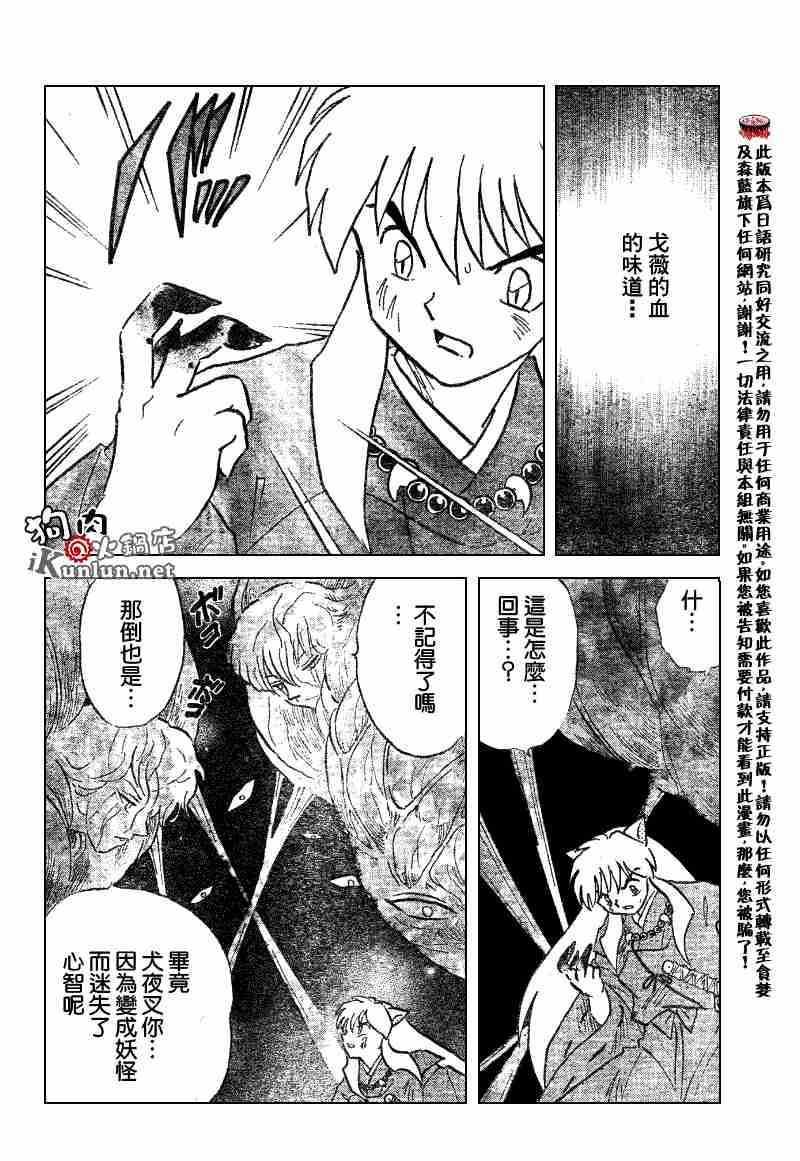 戈薇的血
的味道…
什…
這是怎麼…
回事…?
不記得了嗎
…
ボコ
ボコ
那倒也是…
畢竟
犬夜叉你…
因為變成妖怪
而迷失了
心智呢
狗肉火鍋店
iKunlun.net
此版本爲日語研究同好交流之用,請勿用于任何商業用途。如您喜歡此作品,請支持正版!請勿以任何形式轉載至貪婪
及森藍旗下任何網站,謝謝!一切法律責任與本組無關。如果您被告知需要付款才能看到此漫畫,那麼,您被騙了!